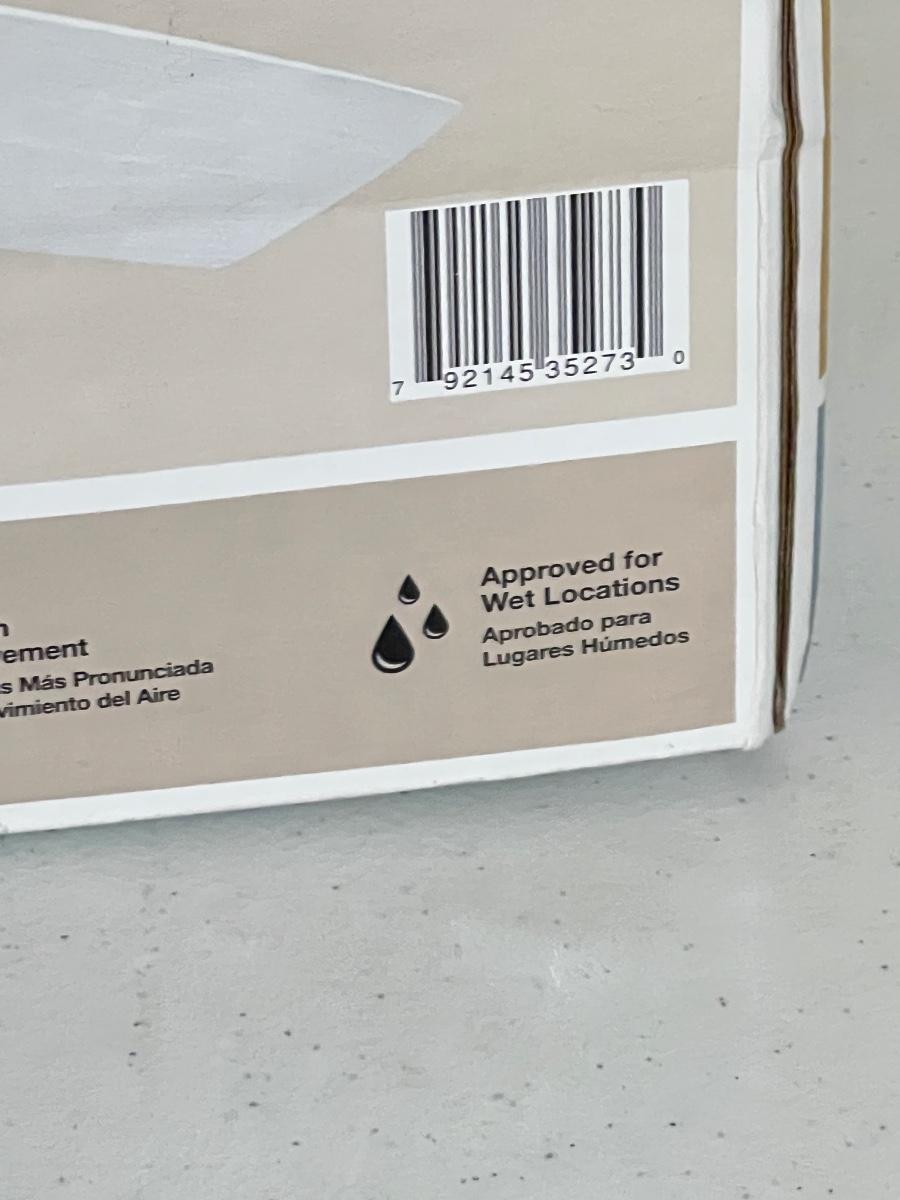 7 92145 35273 0
Approved for
Wet Locations
Aprobado para
Lugares Húmedos
ement
s Más Pronunciada
vimiento del Aire